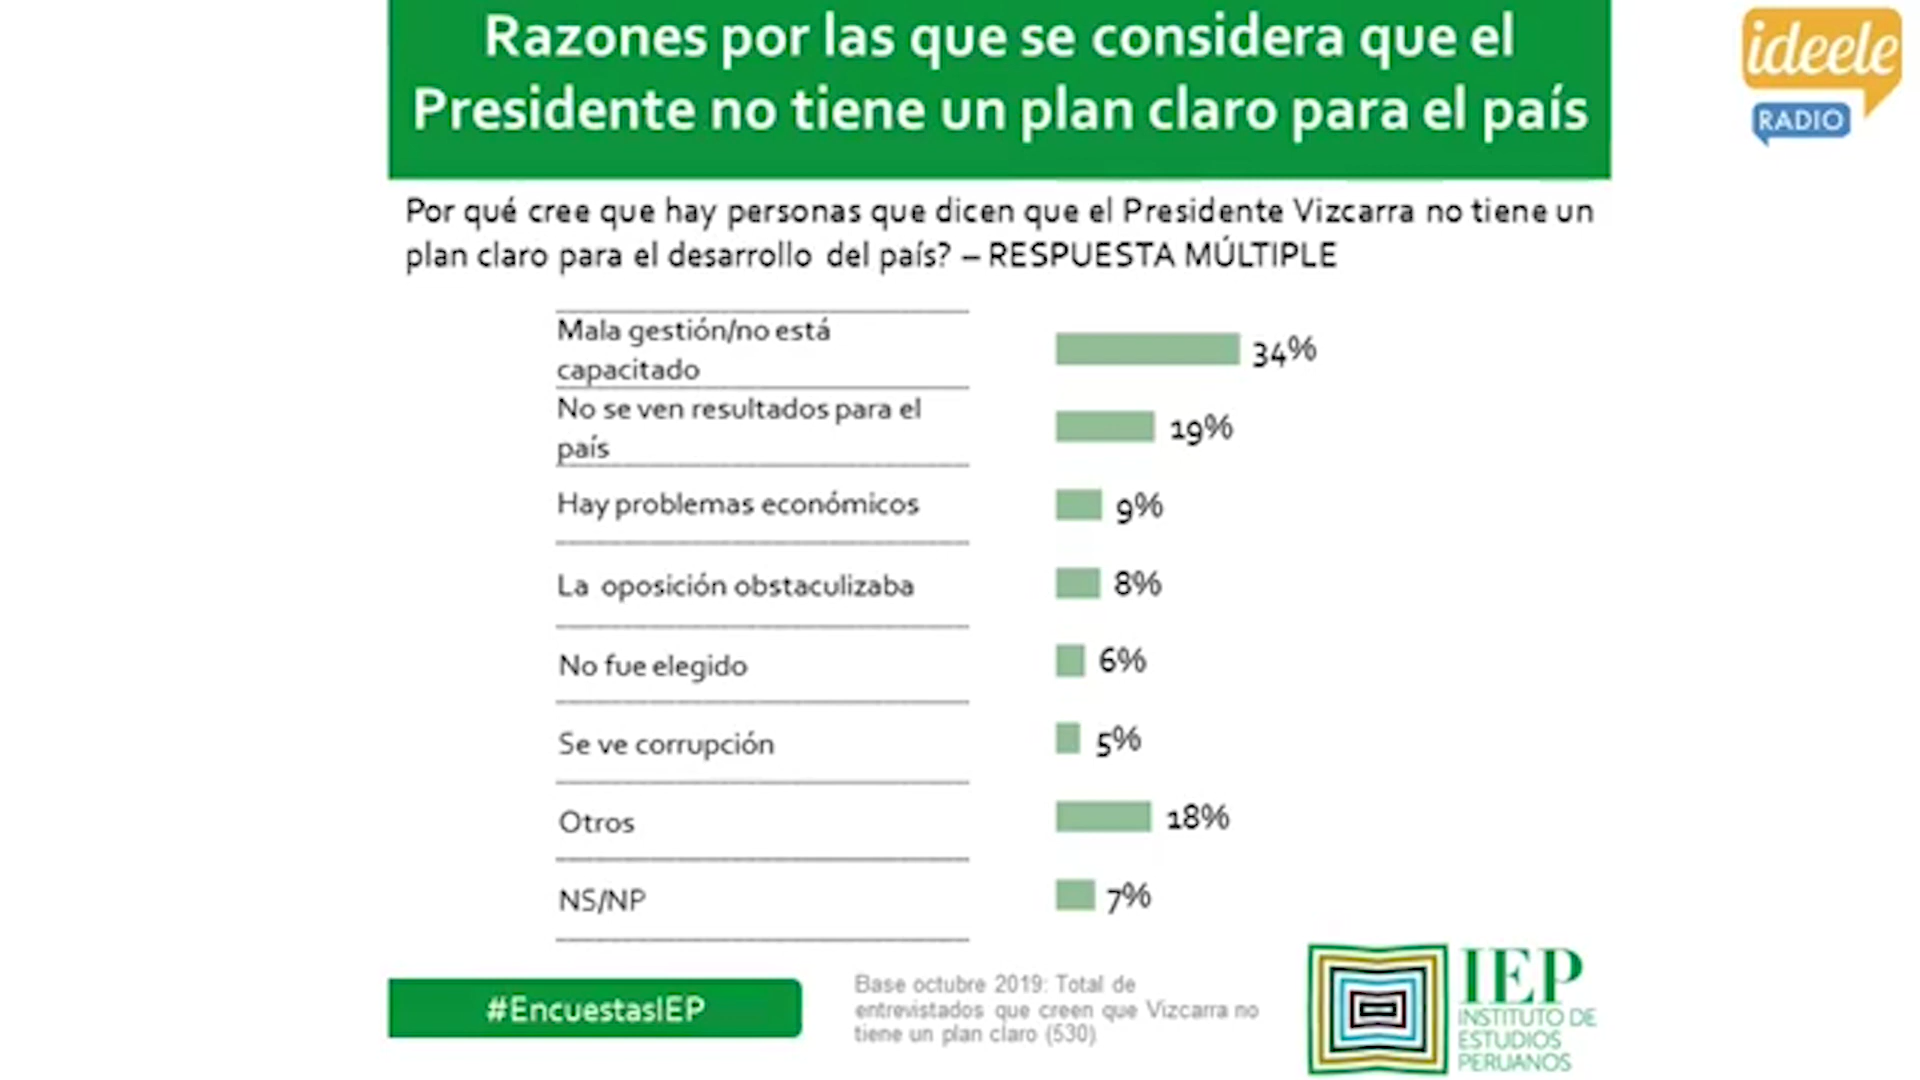 Razones por las que se considera que el
Presidente no tiene un plan claro para el país
ideele
RADIO
Por qué cree que hay personas que dicen que el Presidente Vizcarra no tiene un
plan claro para el desarrollo del país? – RESPUESTA MÚLTIPLE
Mala gestión/no está
capacitado
34%
No se ven resultados para el
país
19%
Hay problemas económicos
9%
La oposición obstaculizaba
8%
No fue elegido
6%
Se ve corrupción
5%
Otros
18%
NS/NP
7%
#EncuestasIEP
Base octubre 2019: Total de
entrevistados que creen que Vizcarra no
tiene un plan claro (530)
IEP
INSTITUTO DE
ESTUDIOS
PERUANOS